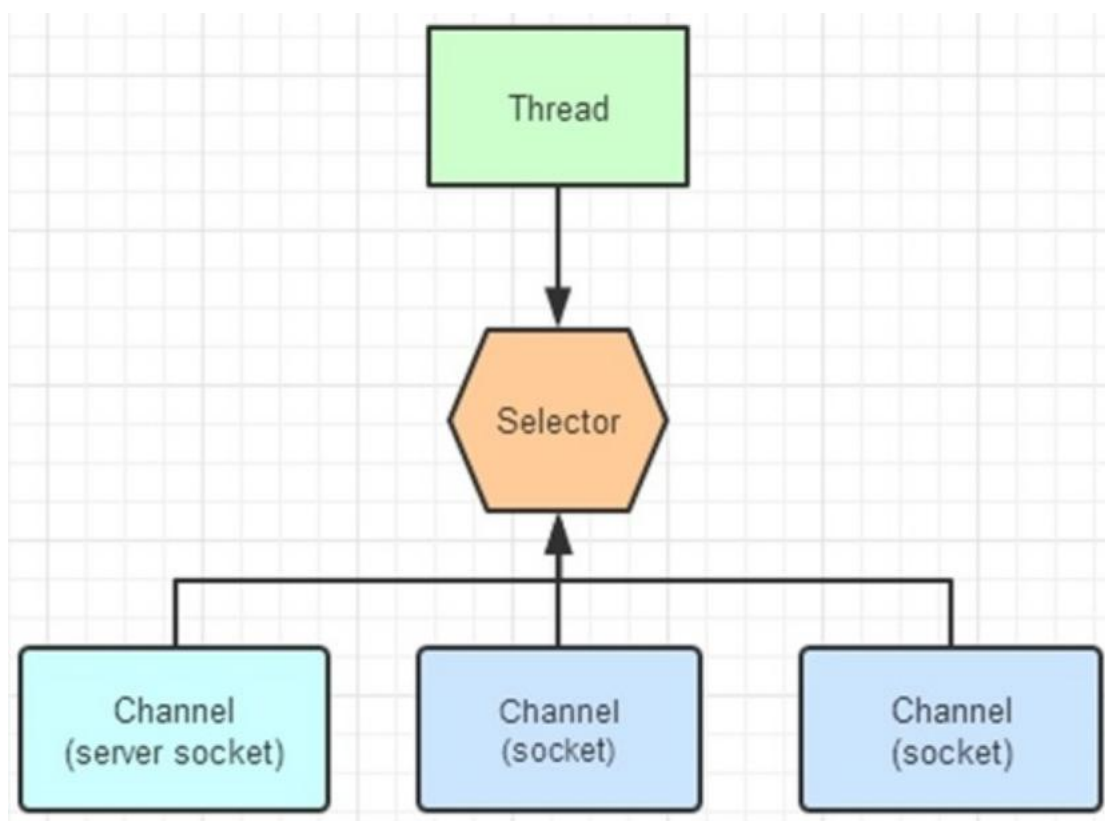 Thread
Selector
Channel
(server socket)
Channel
(socket)
Channel
(socket)